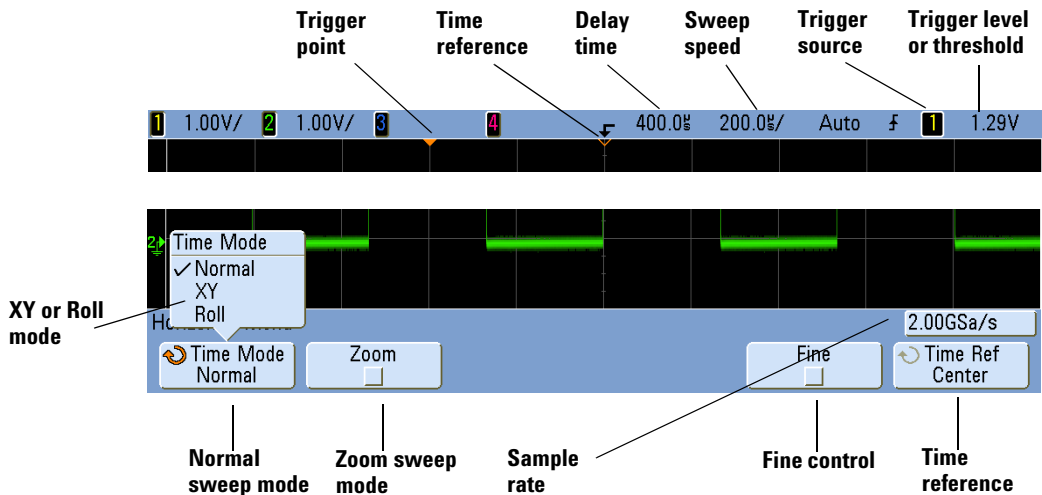 Trigger point
Time reference
Delay time
Sweep speed
Trigger source
Trigger level or threshold
1 1.00V/ 2 1.00V/ 3 4 400.0 200.0 / Auto 1 1.29V
2
Time Mode
✓ Normal
XY
Roll
XY or Roll mode
2.00GSa/s
Time Mode
Normal
Zoom
Fine
Time Ref
Center
Normal sweep mode
Zoom sweep mode
Sample rate
Fine control
Time reference